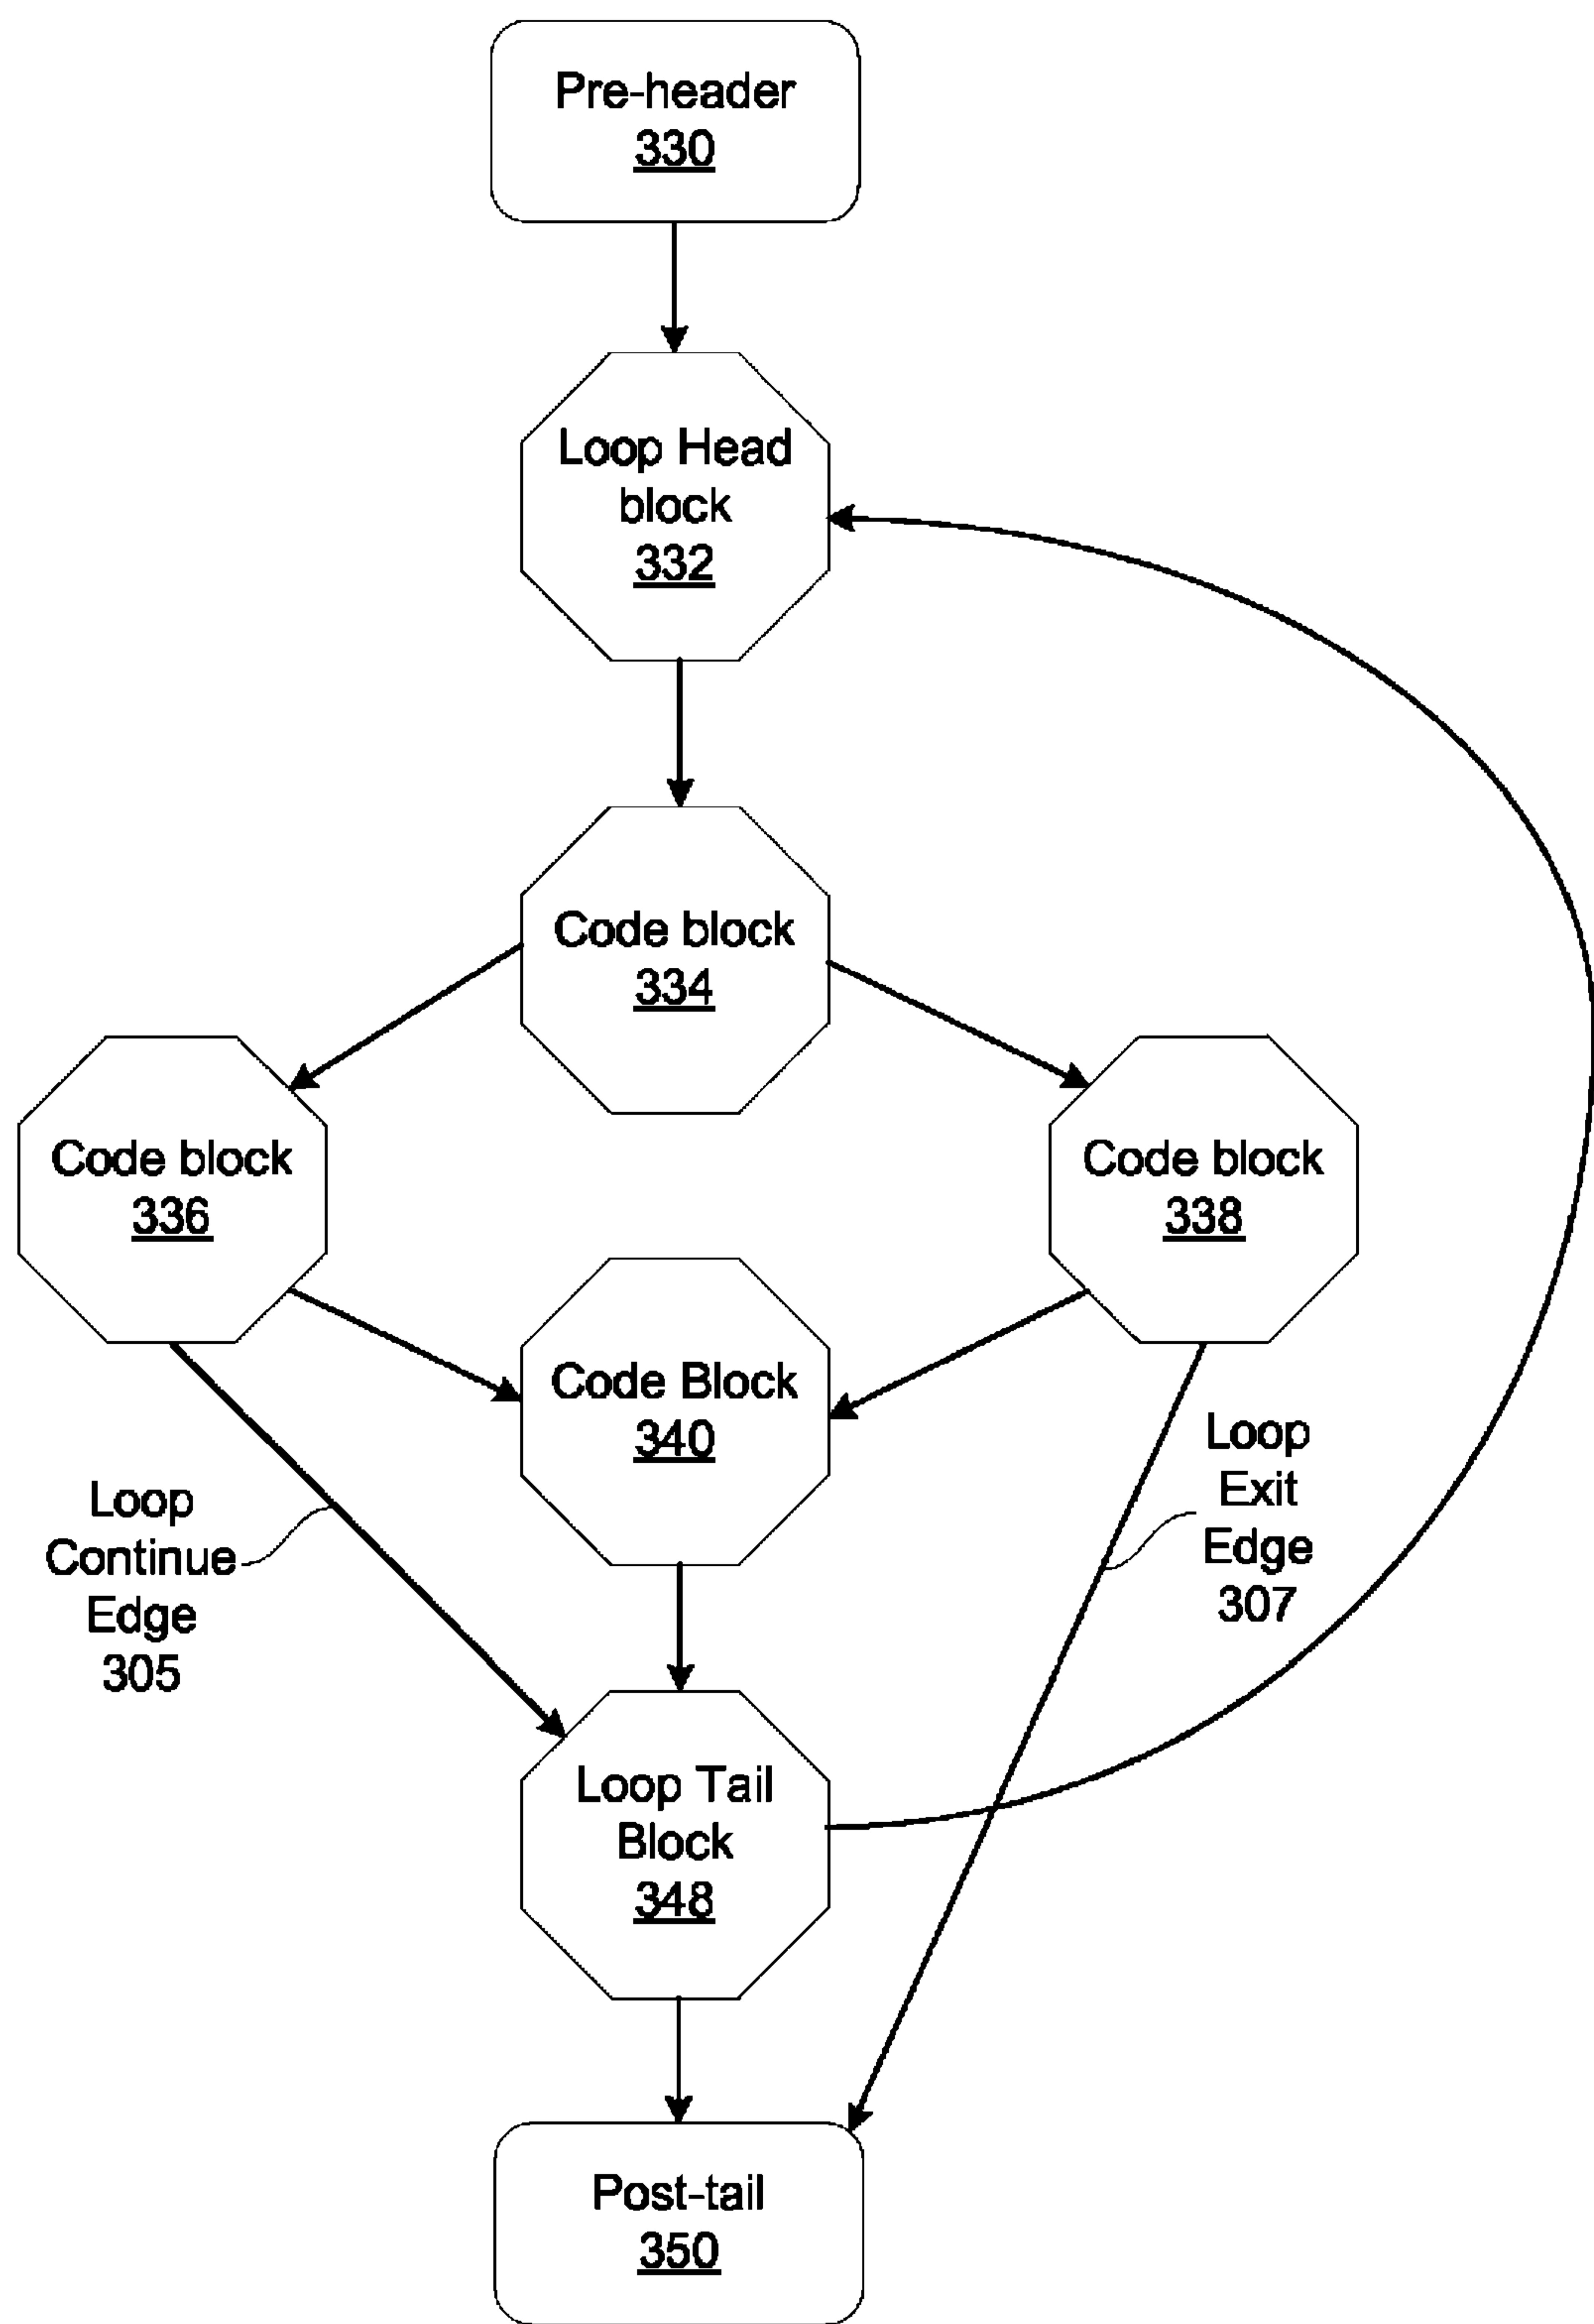 Pre-header
330
Loop Head
block
332
Code block
334
Code block
336
Code block
338
Code Block
340
Loop
Continue
Edge
305
Loop
Exit
Edge
307
Loop Tail
Block
348
Post-tail
350